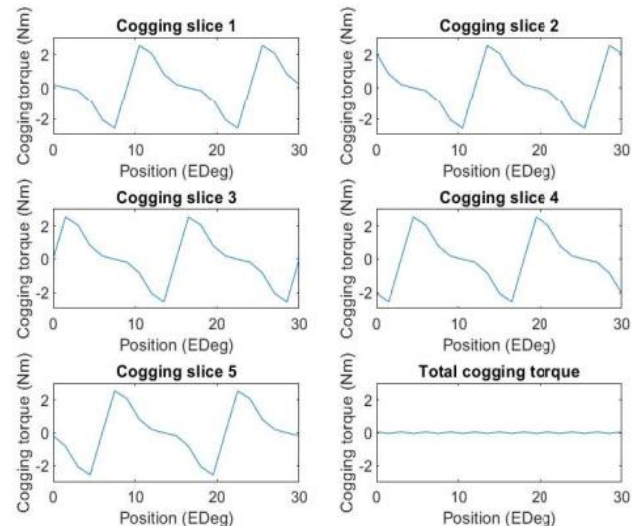 Cogging slice 1
Cogging torque (Nm)
2
0
-2
0 10 20 30
Position (EDeg)
Cogging slice 2
Cogging torque (Nm)
2
0
-2
0 10 20 30
Position (EDeg)
Cogging slice 3
Cogging torque (Nm)
2
0
-2
0 10 20 30
Position (EDeg)
Cogging slice 4
Cogging torque (Nm)
2
0
-2
0 10 20 30
Position (EDeg)
Cogging slice 5
Cogging torque (Nm)
2
0
-2
0 10 20 30
Position (EDeg)
Total cogging torque
Cogging torque (Nm)
2
0
-2
0 10 20 30
Position (EDeg)